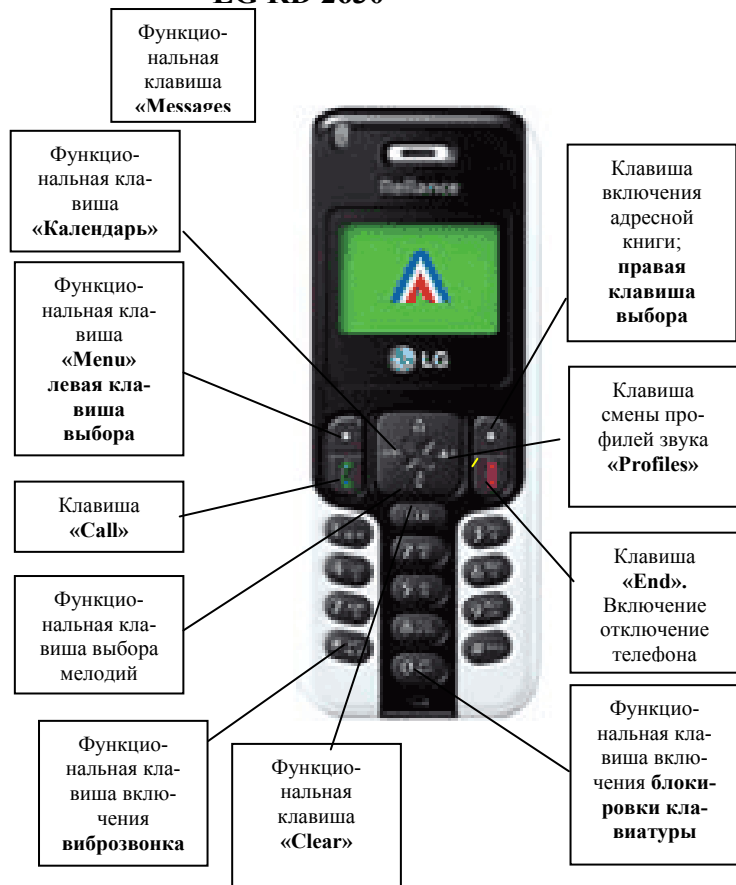 LG RD 2630
Функцио-
нальная
клавиша
«Messages
Функцио-
нальная кла-
виша
«Календарь»
Функцио-
нальная кла-
виша
«Menu»
левая кла-
виша
выбора
Клавиша
«Call»
Функцио-
нальная кла-
виша выбора
мелодий
Функцио-
нальная кла-
виша вклю-
чения
виброзвонка
Функцио-
нальная
клавиша
«Clear»
Reliance
LG
Клавиша
включения
адресной
книги;
правая
клавиша
выбора
Клавиша
смены про-
филей звука
«Profiles»
Клавиша
«End».
Включение
отключение
телефона
Функцио-
нальная кла-
виша вклю-
чения блоки-
ровки кла-
виатуры